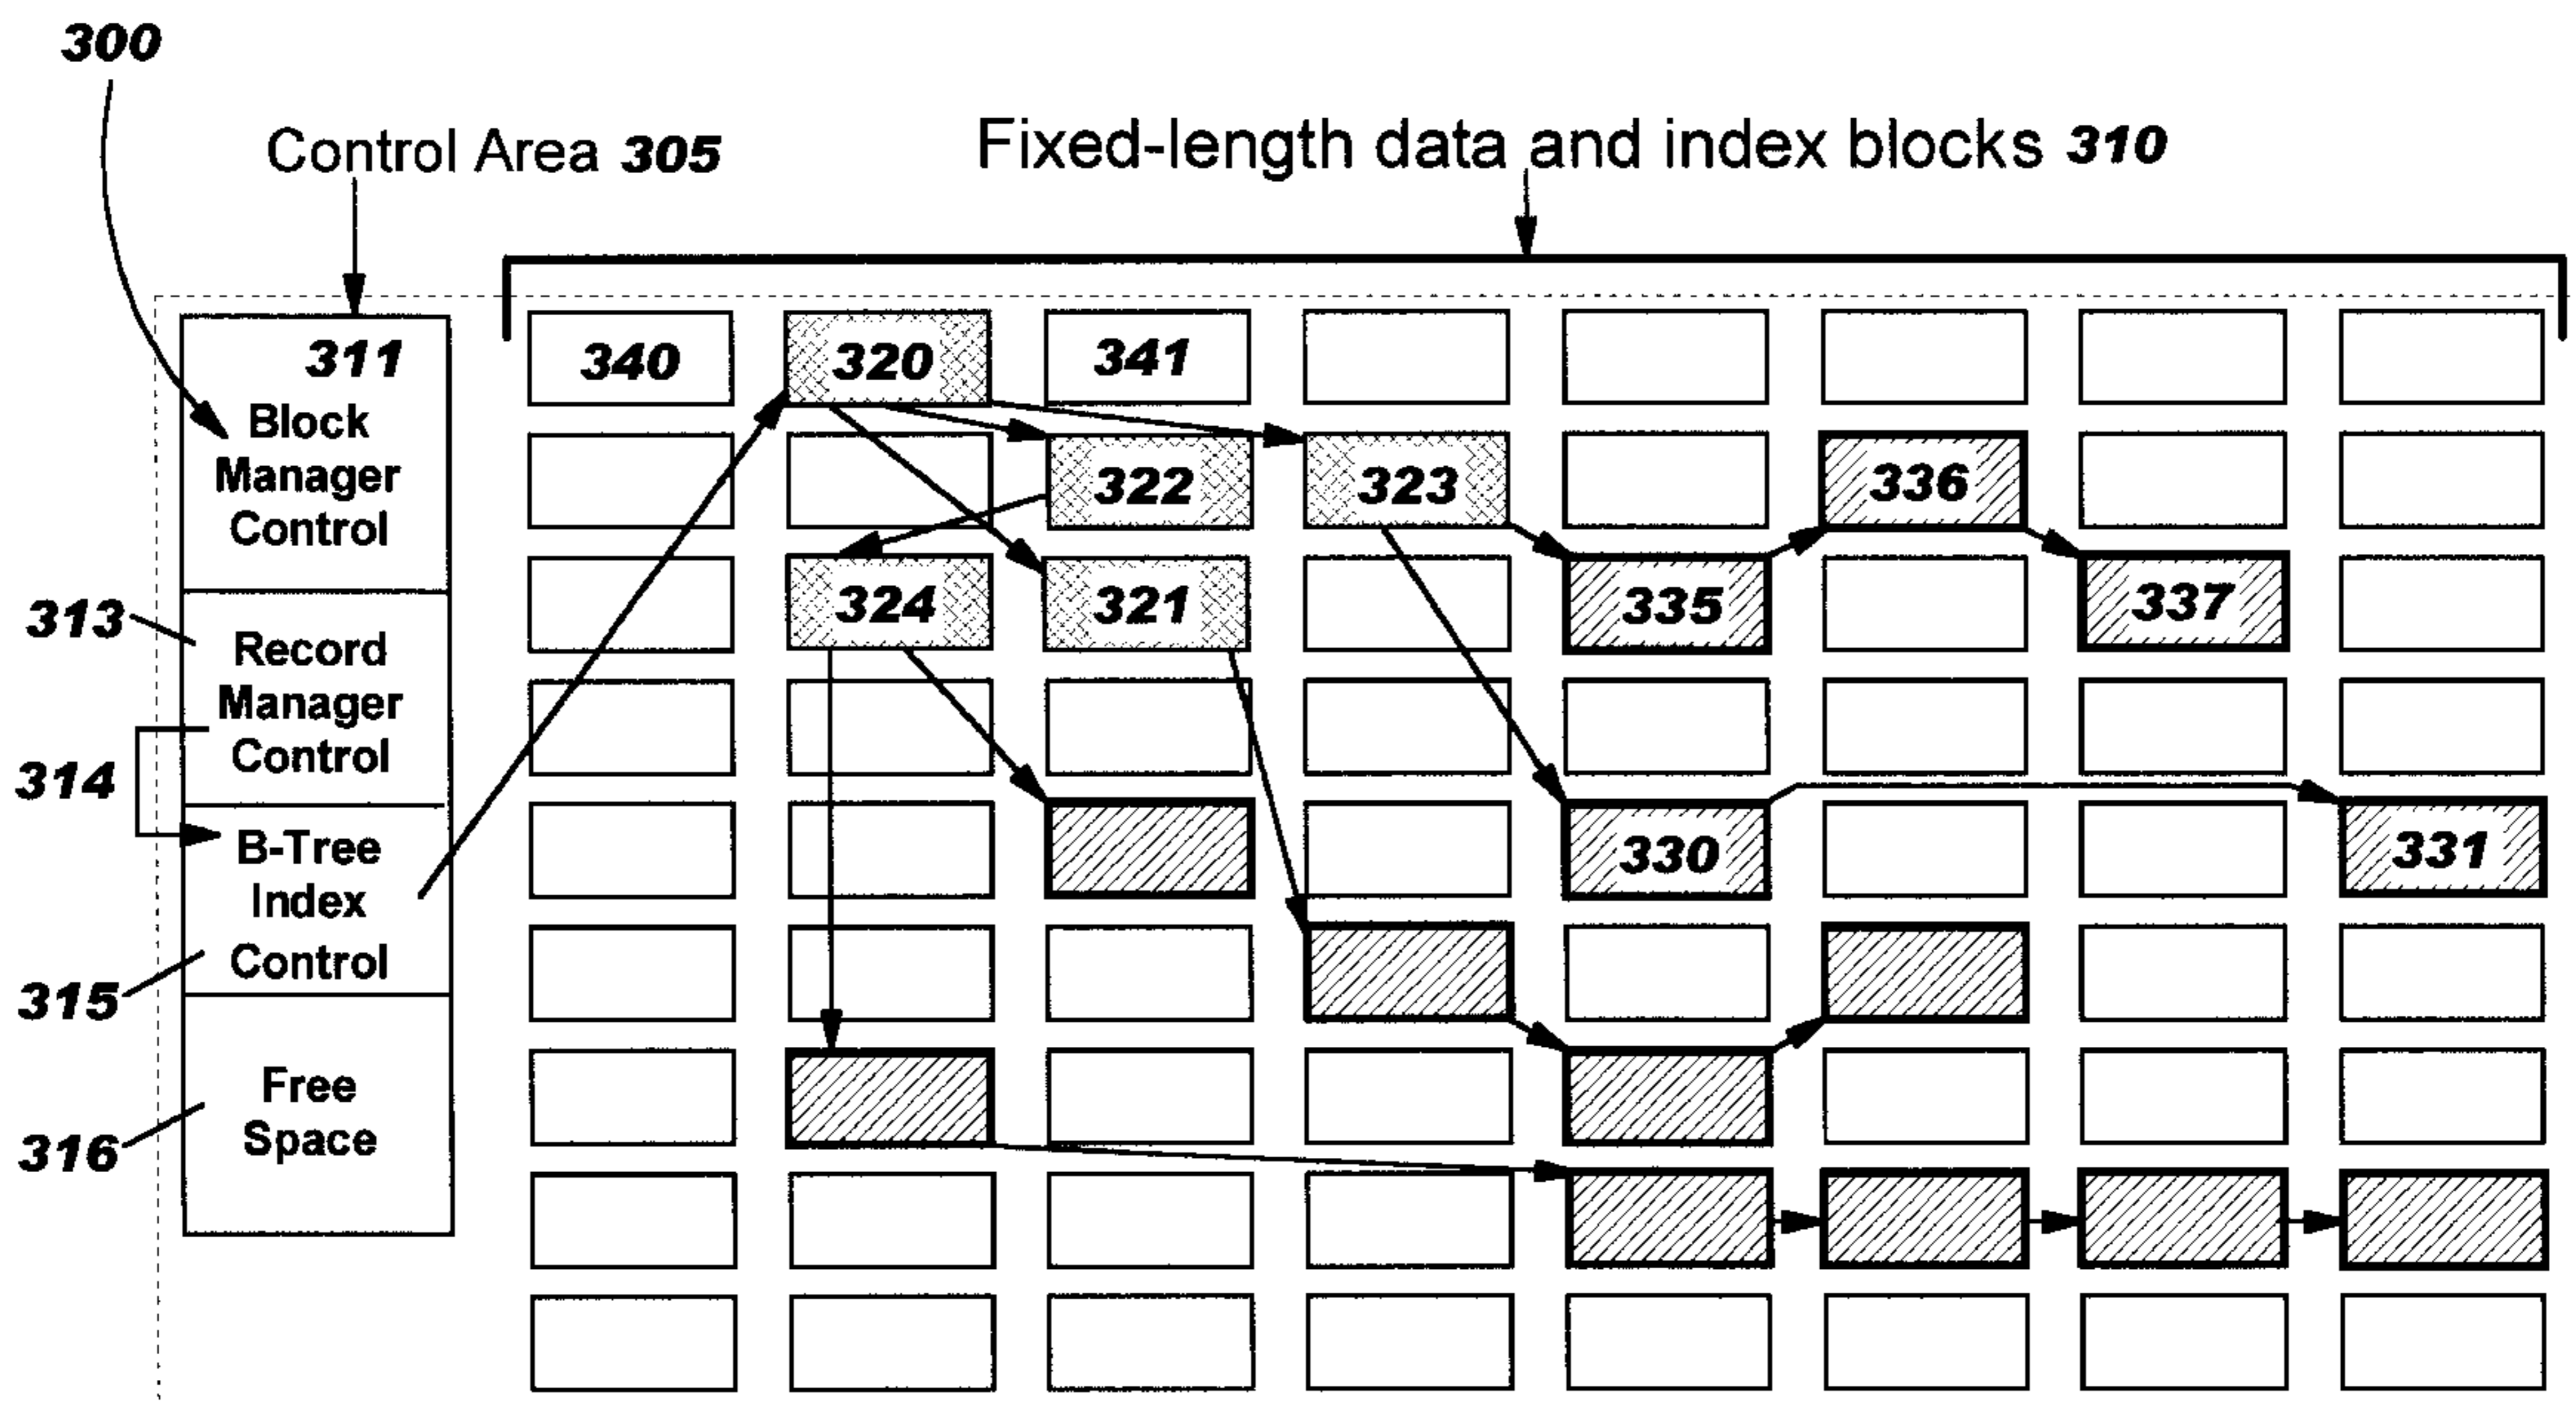 300
Control Area 305
Fixed-length data and index blocks 310
311
Block
Manager
Control
313
Record
Manager
Control
314
B-Tree
Index
Control
315
Free
Space
316
340
320
341
322
323
336
324
321
335
337
330
331